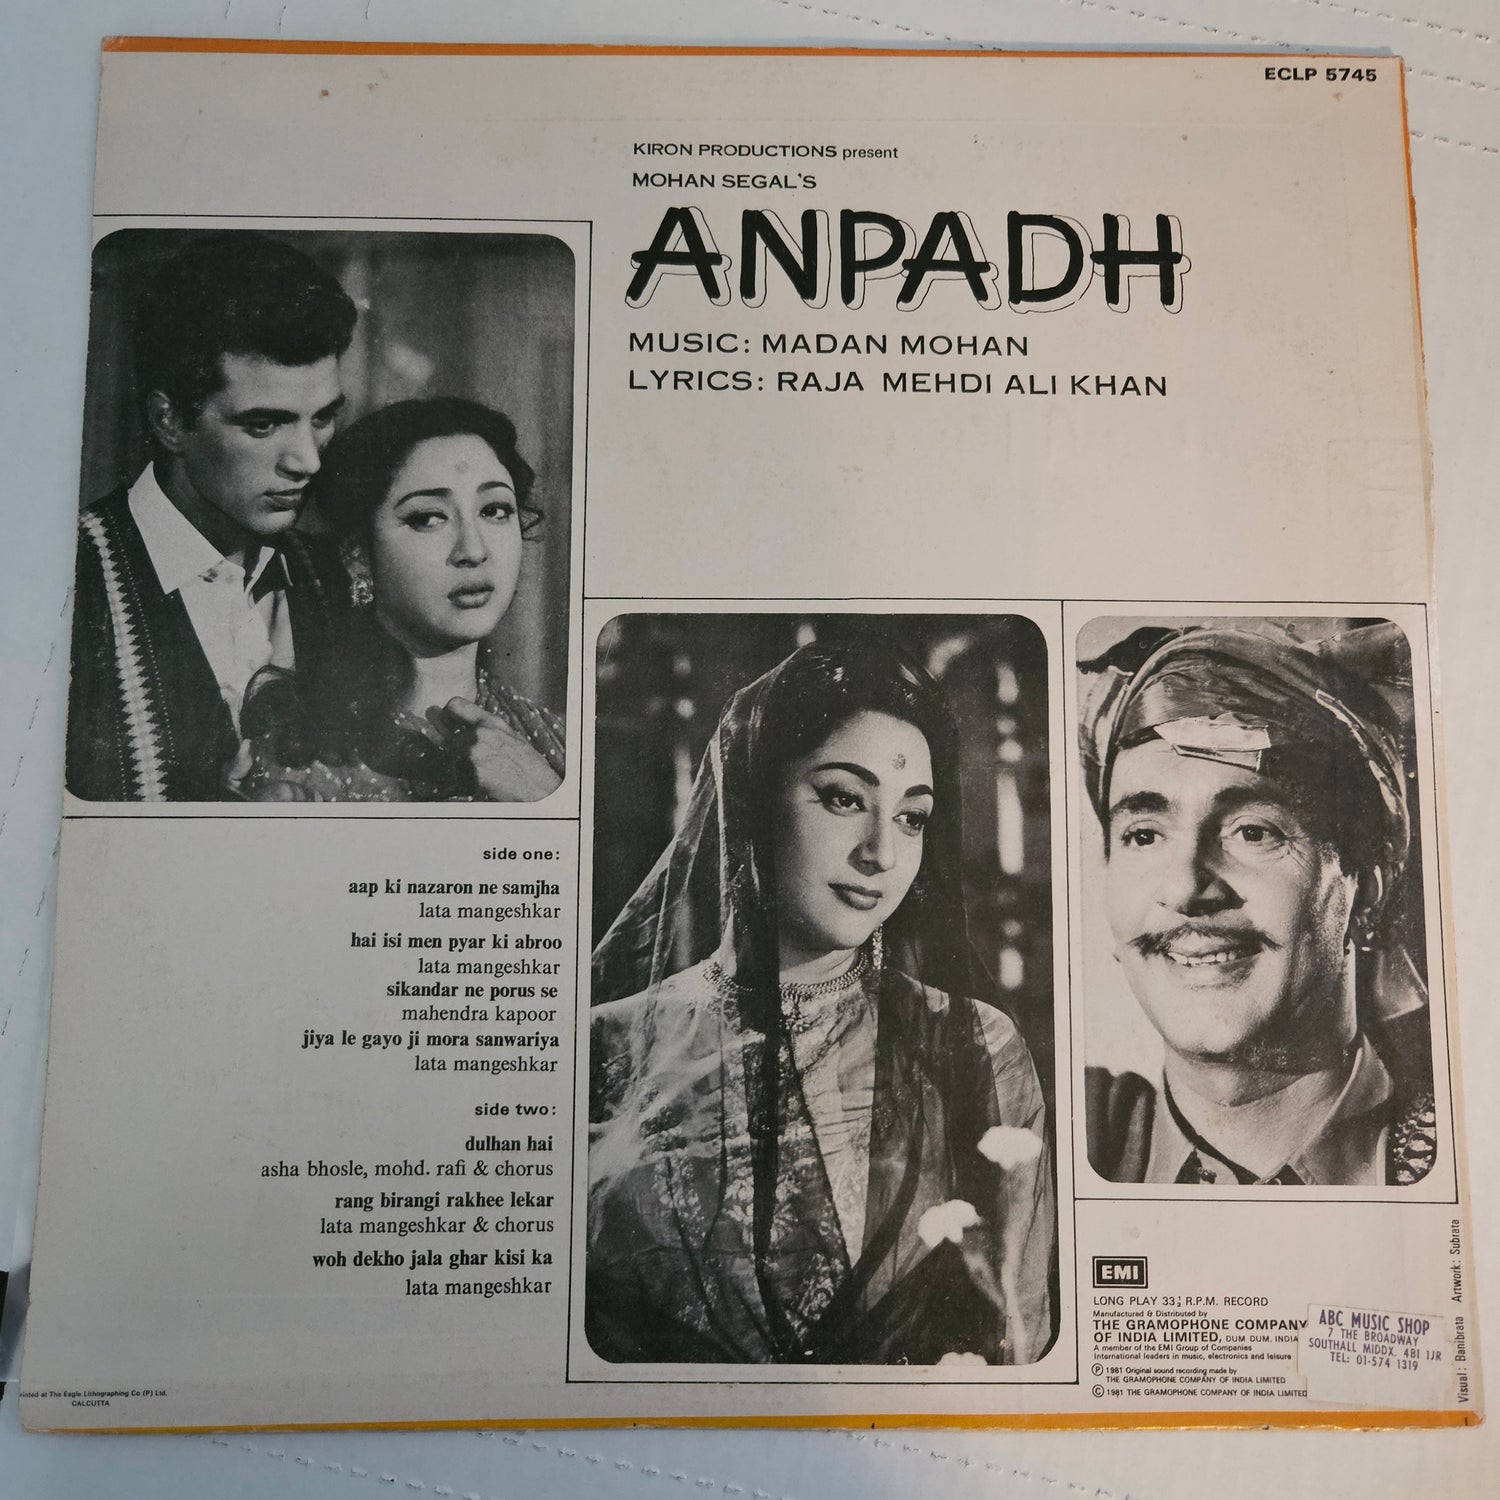 ECLP 5745
KIRON PRODUCTIONS present
MOHAN SEGAL'S
ANPADH
MUSIC: MADAN MOHAN
LYRICS: RAJA MEHDI ALI KHAN
side one:
aap ki nazaron ne samjha
lata mangeshkar
hai isi men pyar ki abroo
lata mangeshkar
sikandar ne porus se
mahendra kapoor
jiya le gayo ji mora sanwariya
lata mangeshkar
side two:
dulhan hai
asha bhosle, mohd. rafi & chorus
rang birangi rakhee lekar
lata mangeshkar & chorus
woh dekho jala ghar kisi ka
lata mangeshkar
EMI
LONG PLAY 33⅓ R.P.M. RECORD
Manufactured & Distributed by
THE GRAMOPHONE COMPANY
OF INDIA LIMITED, DUM DUM, INDIA
A member of the EMI Group of Companies
International leaders in music, electronics and leisure
Ⓟ 1981 Original sound recording made by
THE GRAMOPHONE COMPANY OF INDIA LIMITED
© 1981 THE GRAMOPHONE COMPANY OF INDIA LIMITED
ABC MUSIC SHOP
7 THE BROADWAY
SOUTHALL MIDDX. 4B1 1JR
TEL: 01-574 1319
Visual: Banibrata Artwork: Subrata
rinted at The Eagle Lithographing Co (P) Ltd.
CALCUTTA